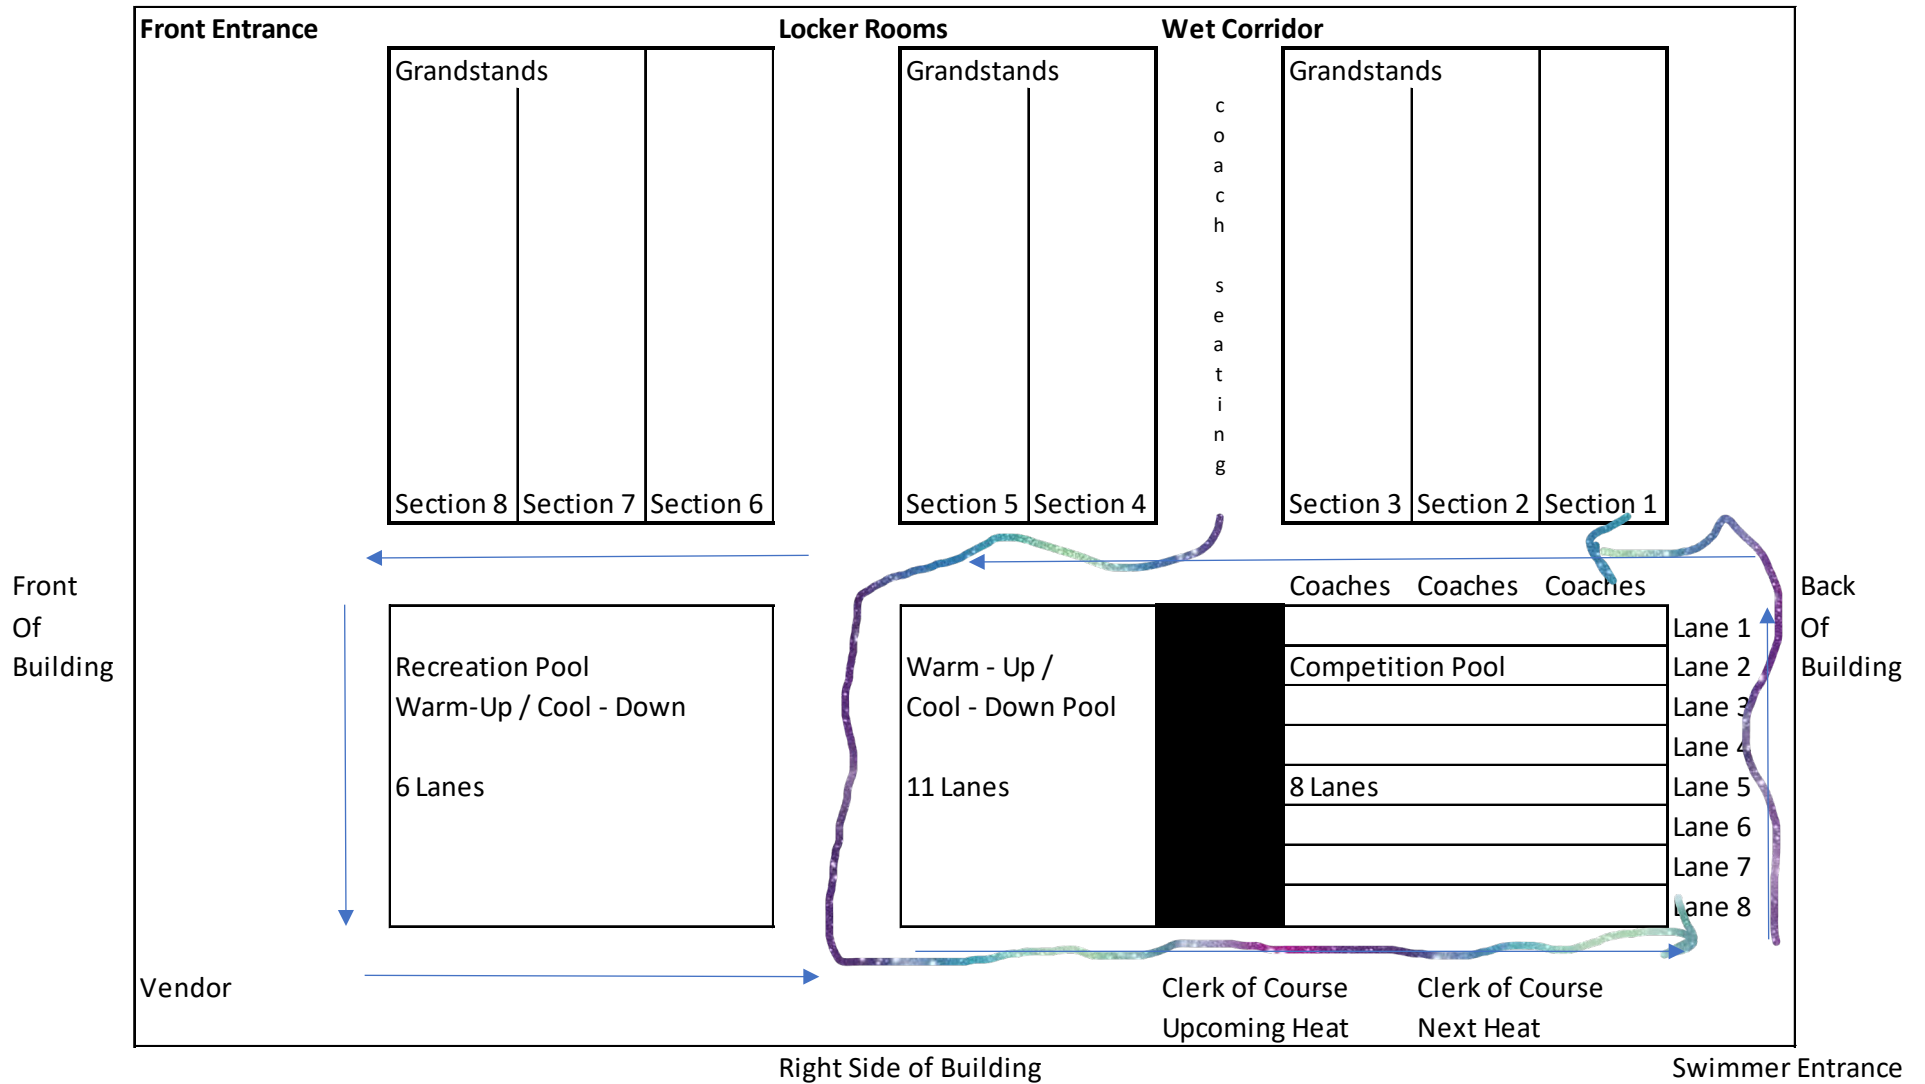 Front Entrance Locker Rooms Wet Corridor
Grandstands Grandstands Grandstands
coach seating
Section 8 Section 7 Section 6 Section 5 Section 4 Section 3 Section 2 Section 1
Front Of Building
Coaches Coaches Coaches
Back Of Building
Recreation Pool
Warm-Up / Cool - Down
6 Lanes
Warm - Up /
Cool - Down Pool
11 Lanes
Competition Pool
8 Lanes
Lane 1
Lane 2
Lane 3
Lane 4
Lane 5
Lane 6
Lane 7
Lane 8
Vendor
Clerk of Course
Upcoming Heat
Clerk of Course
Next Heat
Right Side of Building
Swimmer Entrance